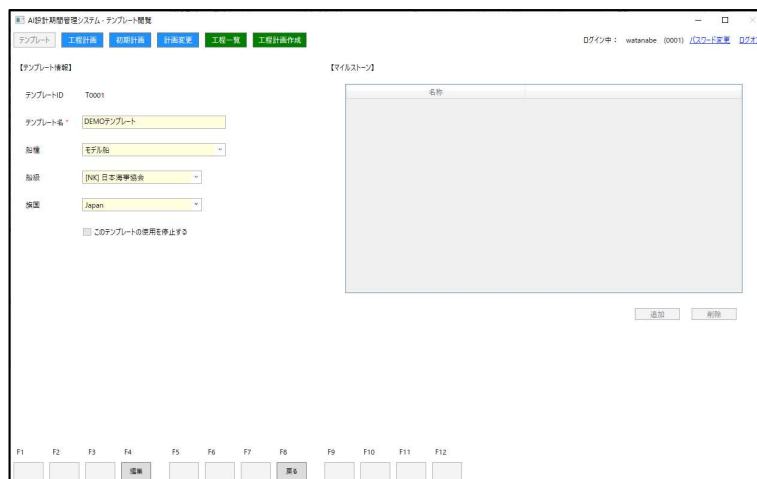 AI設計期間管理システム - テンプレート閲覧
テンプレート 工程計画 初期計画 計画変更 工程一覧 工程計画作成 ログイン中： watanabe (0001) パスワード変更 ログオ
【テンプレート情報】 【マイルストーン】
テンプレートID T0001 名称
テンプレート名 * DEMOテンプレート
船種 モデル船
船級 [NK] 日本海事協会
旗国 Japan
このテンプレートの使用を停止する
追加 削除
F1 F2 F3 F4 F5 F6 F7 F8 F9 F10 F11 F12
編集 戻る